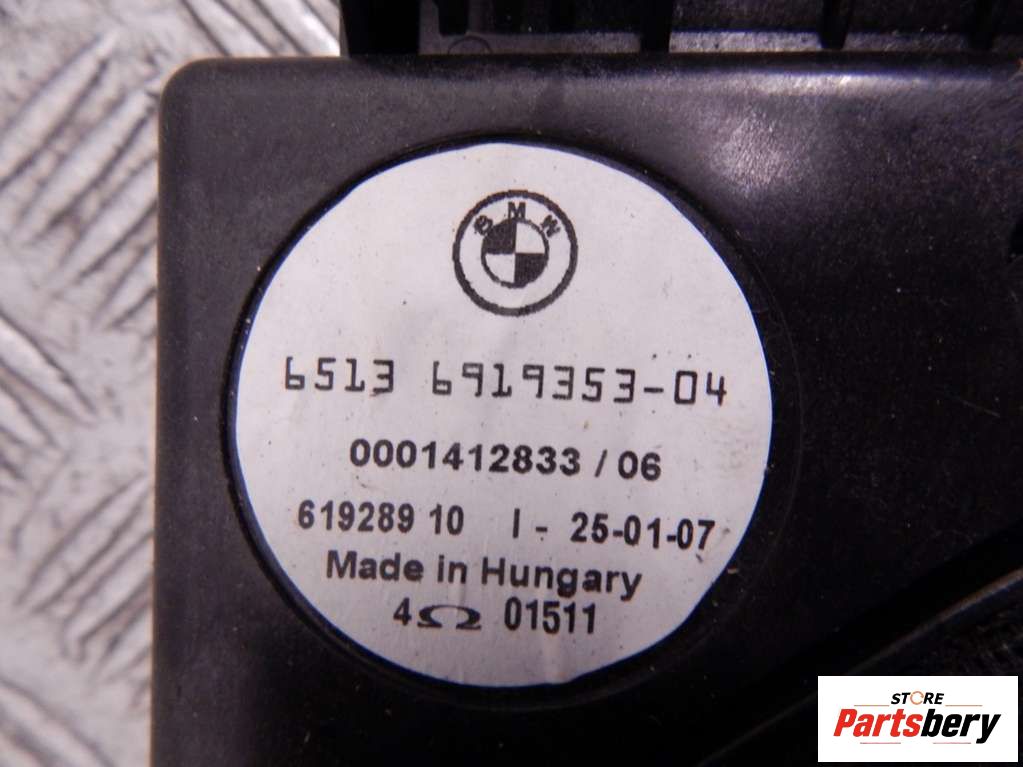 BMW
6513 6919353-04
0001412833 / 06
619289 10 I - 25-01-07
Made in Hungary
4Ω 01511
STORE
Partsbery